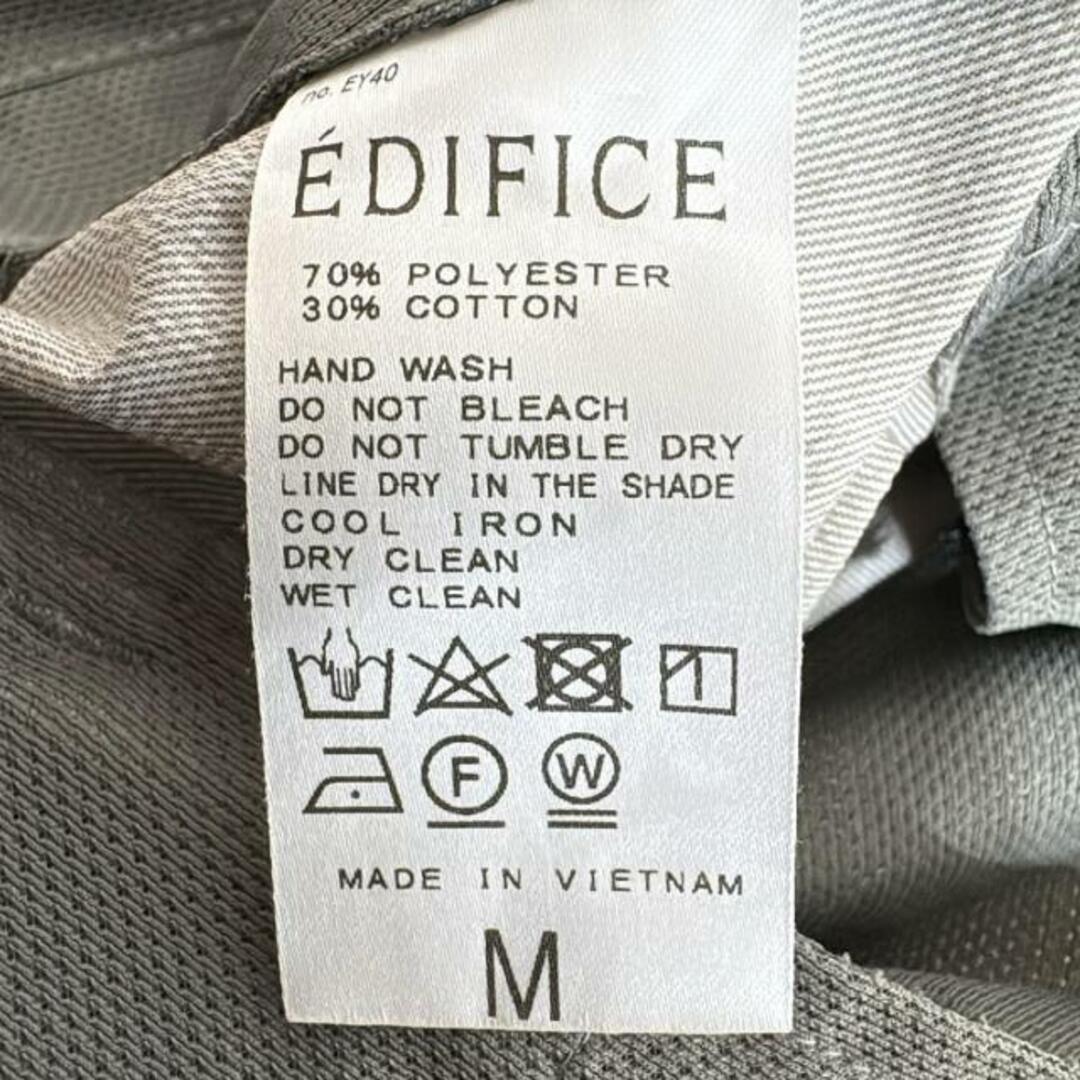 no. EY40
ÉDIFICE
70% POLYESTER
30% COTTON
HAND WASH
DO NOT BLEACH
DO NOT TUMBLE DRY
LINE DRY IN THE SHADE
COOL IRON
DRY CLEAN
WET CLEAN
F W
MADE IN VIETNAM
M